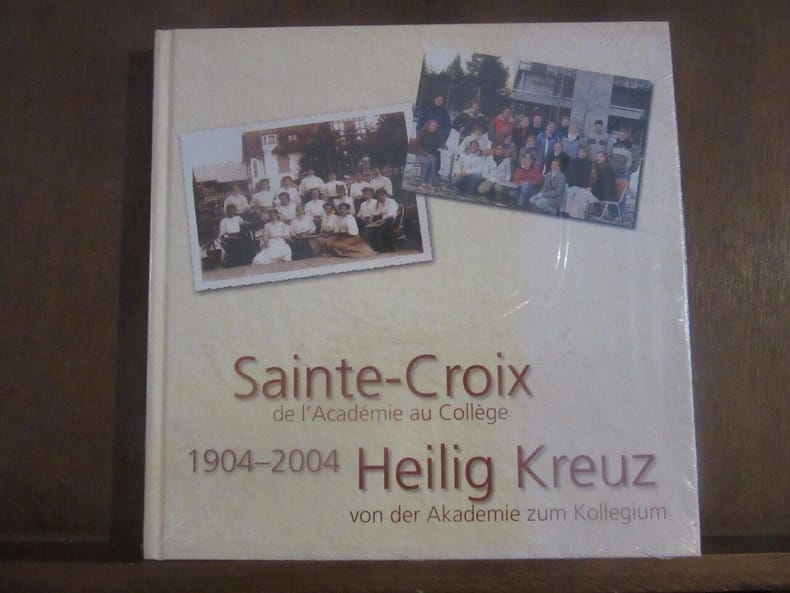 Sainte-Croix
de l'Académie au Collège
1904–2004 Heilig Kreuz
von der Akademie zum Kollegium